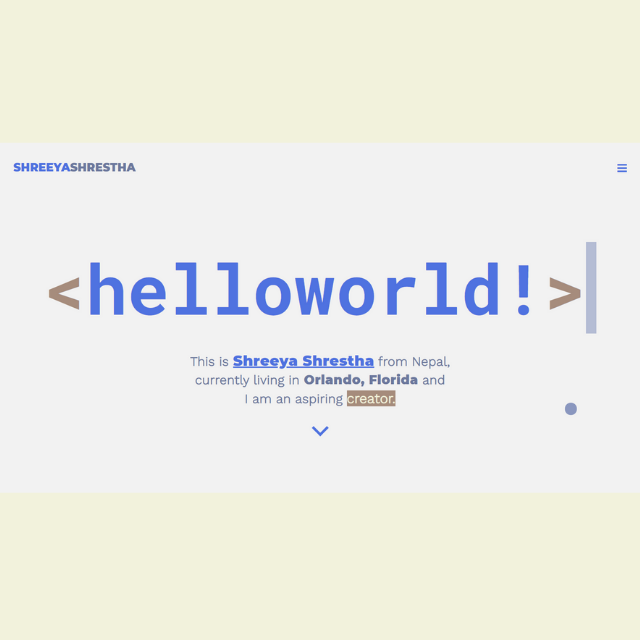 SHREEYASHRESTHA
<helloworld!>
This is Shreeya Shrestha from Nepal,
currently living in Orlando, Florida and
I am an aspiring creator.